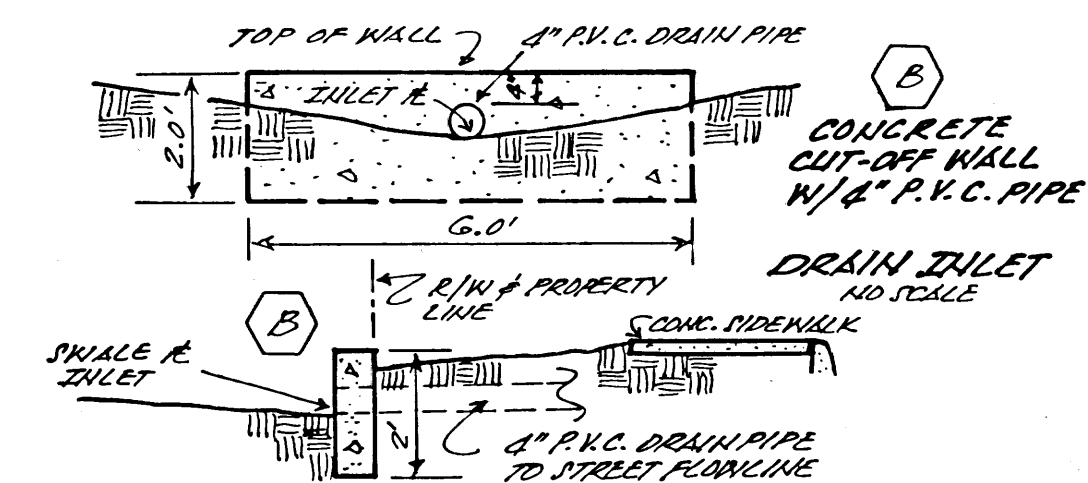 TOP OF WALL
4" P.V.C. DRAIN PIPE
INLET ℄
4"
2.0'
6.0'
B
CONCRETE
CUT-OFF WALL
W/4" P.V.C. PIPE
DRAIN INLET
NO SCALE
R/W & PROPERTY
LINE
B
CONC. SIDEWALK
SWALE ℄
INLET
2'
4" P.V.C. DRAIN PIPE
TO STREET FLOWLINE